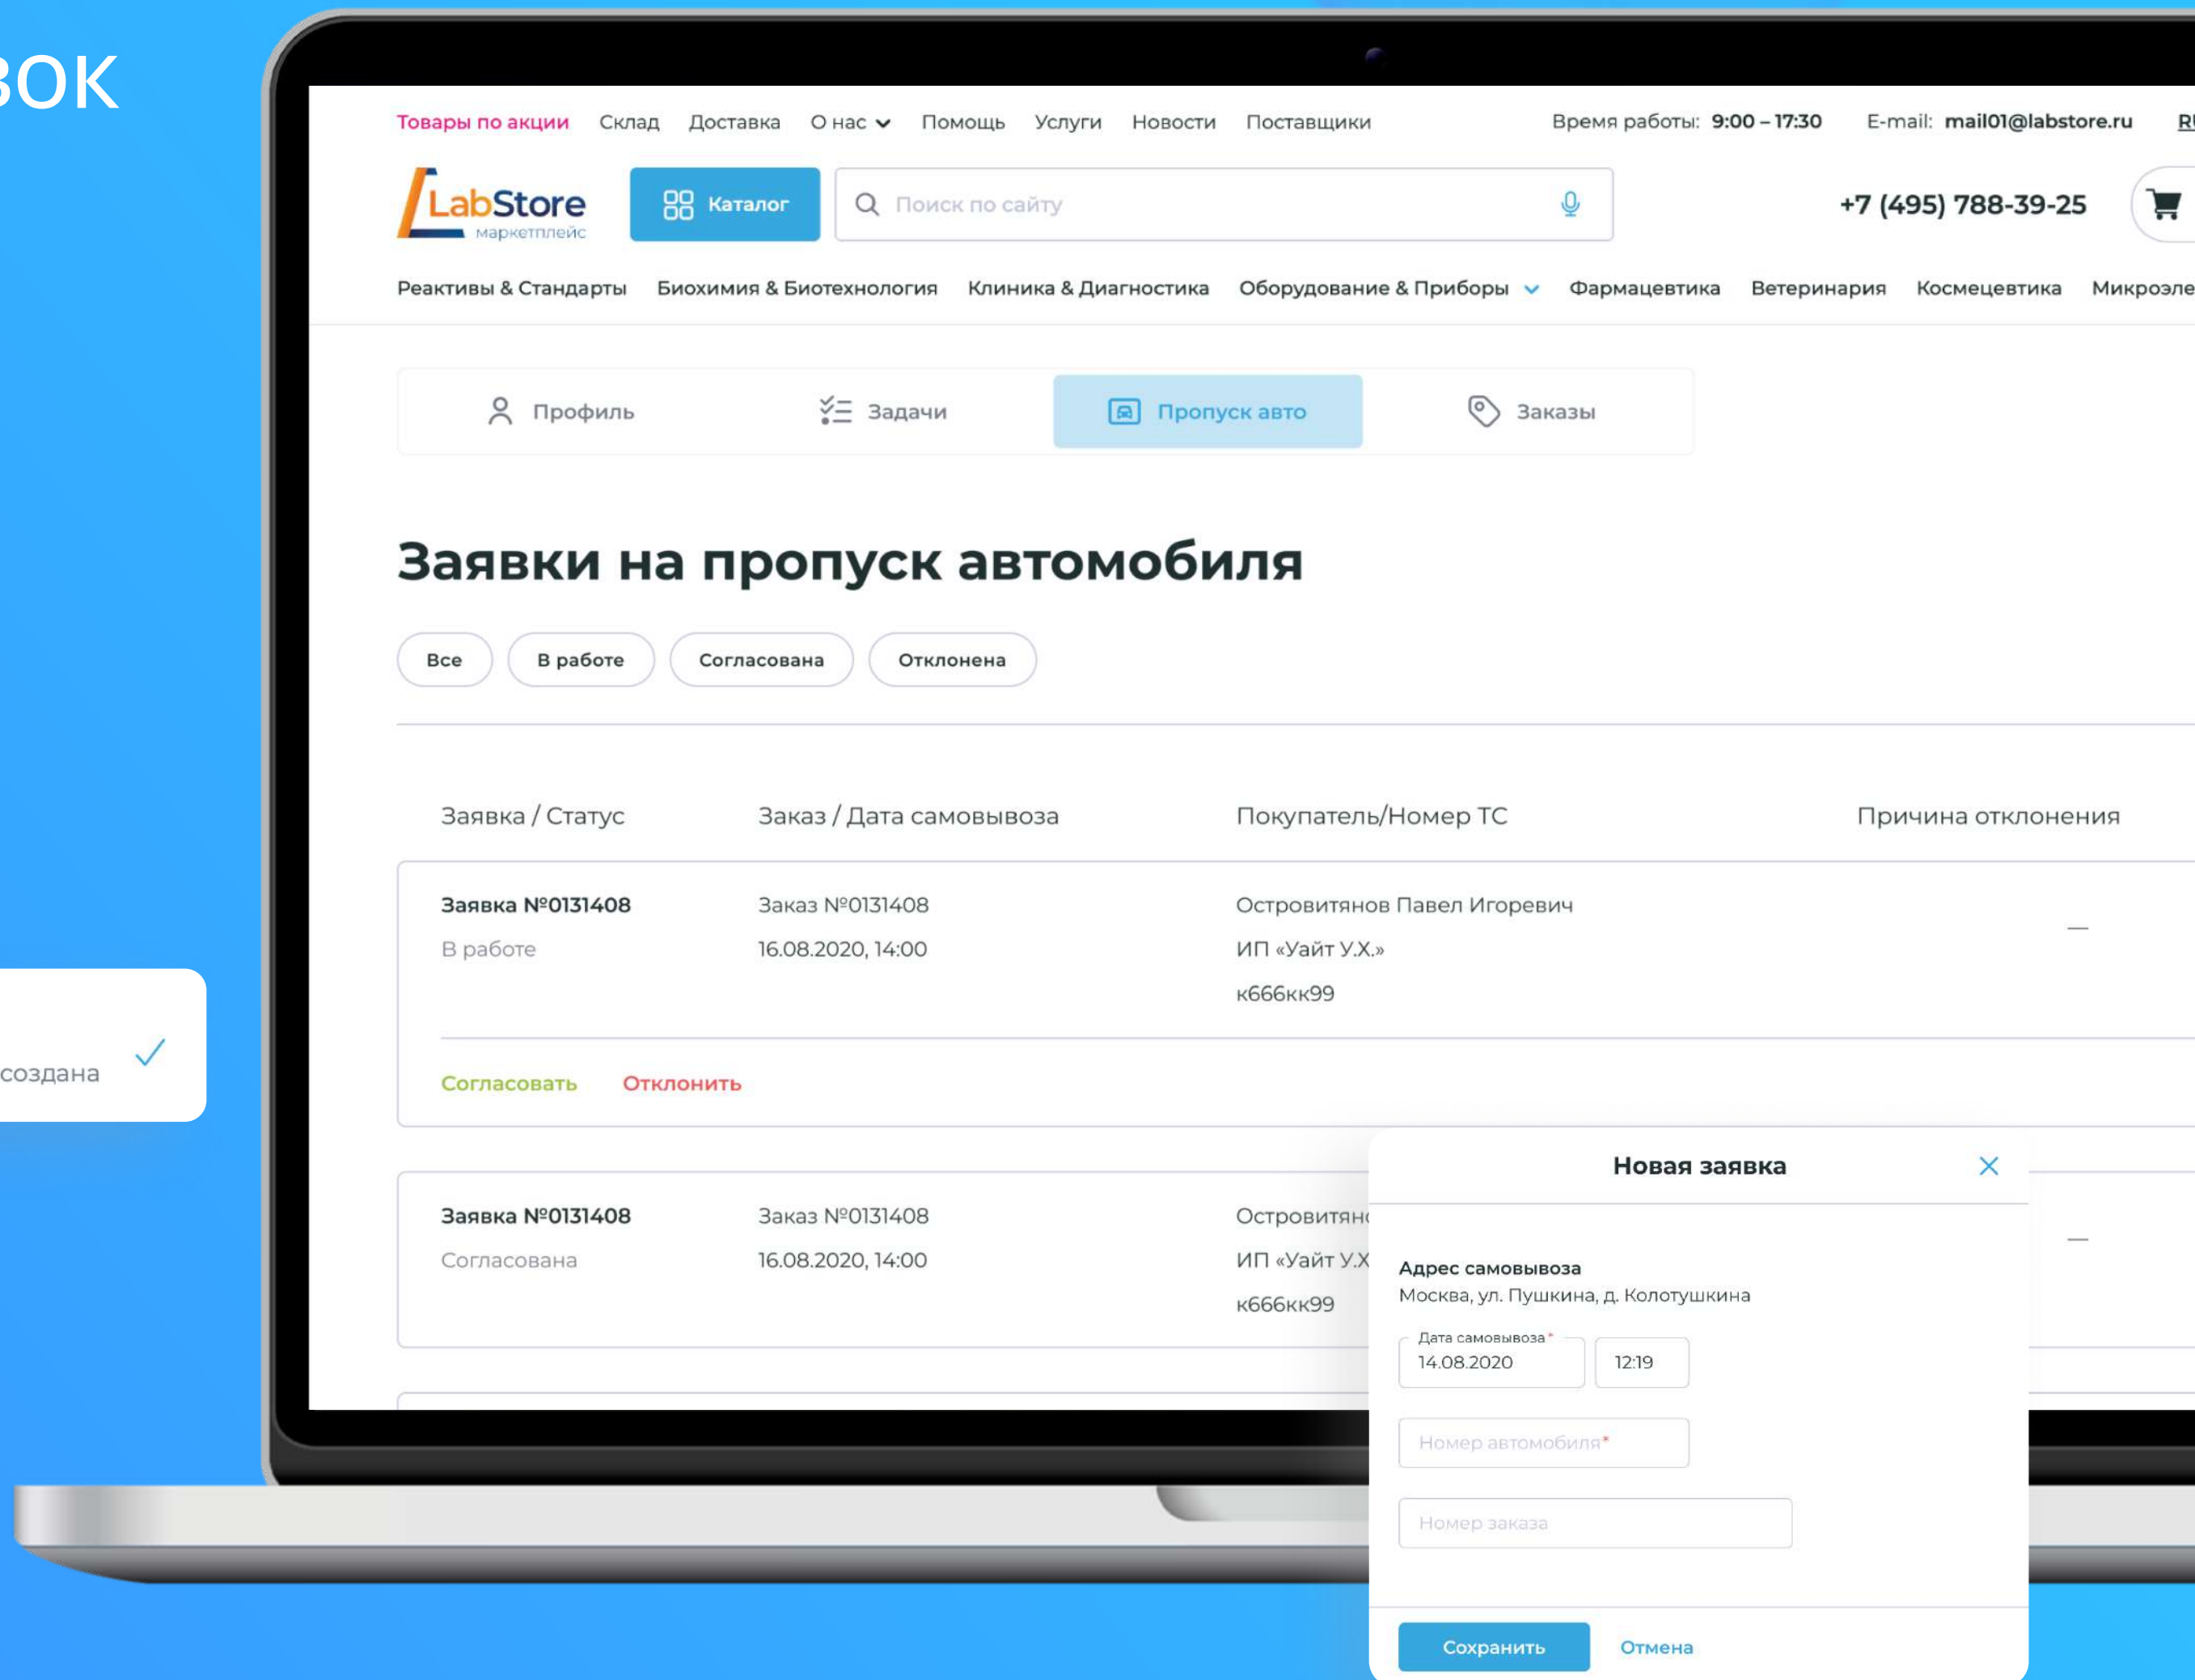 вок
Товары по акции Склад Доставка О нас Помощь Услуги Новости Поставщики Время работы: 9:00 – 17:30 E-mail: mail01@labstore.ru
LabStore
маркетплейс
Каталог
Поиск по сайту
+7 (495) 788-39-25
Реактивы & Стандарты Биохимия & Биотехнология Клиника & Диагностика Оборудование & Приборы Фармацевтика Ветеринария Космецевтика Микроэле
Профиль Задачи Пропуск авто Заказы
Заявки на пропуск автомобиля
Все В работе Согласована Отклонена
Заявка / Статус Заказ / Дата самовывоза Покупатель/Номер ТС Причина отклонения
Заявка №0131408 Заказ №0131408 Островитянов Павел Игоревич
—
В работе 16.08.2020, 14:00 ИП «Уайт У.Х.»
к666кк99
создана
Согласовать Отклонить
Заявка №0131408 Заказ №0131408 Островитян
—
Согласована 16.08.2020, 14:00 ИП «Уайт У.Х
к666кк99
Новая заявка
Адрес самовывоза
Москва, ул. Пушкина, д. Колотушкина
Дата самовывоза*
14.08.2020 12:19
Номер автомобиля*
Номер заказа
Сохранить Отмена